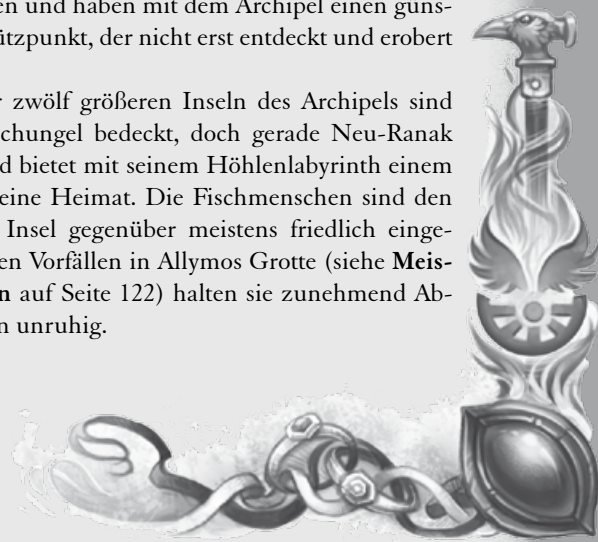 en und haben mit dem Archipel einen güns-
ützpunkt, der nicht erst entdeckt und erobert
r zwölf größeren Inseln des Archipels sind
schungel bedeckt, doch gerade Neu-Ranak
d bietet mit seinem Höhlenlabyrinth einem
eine Heimat. Die Fischmenschen sind den
Insel gegenüber meistens friedlich einge-
en Vorfällen in Allymos Grotte (siehe Meis-
n auf Seite 122) halten sie zunehmend Ab-
n unruhig.